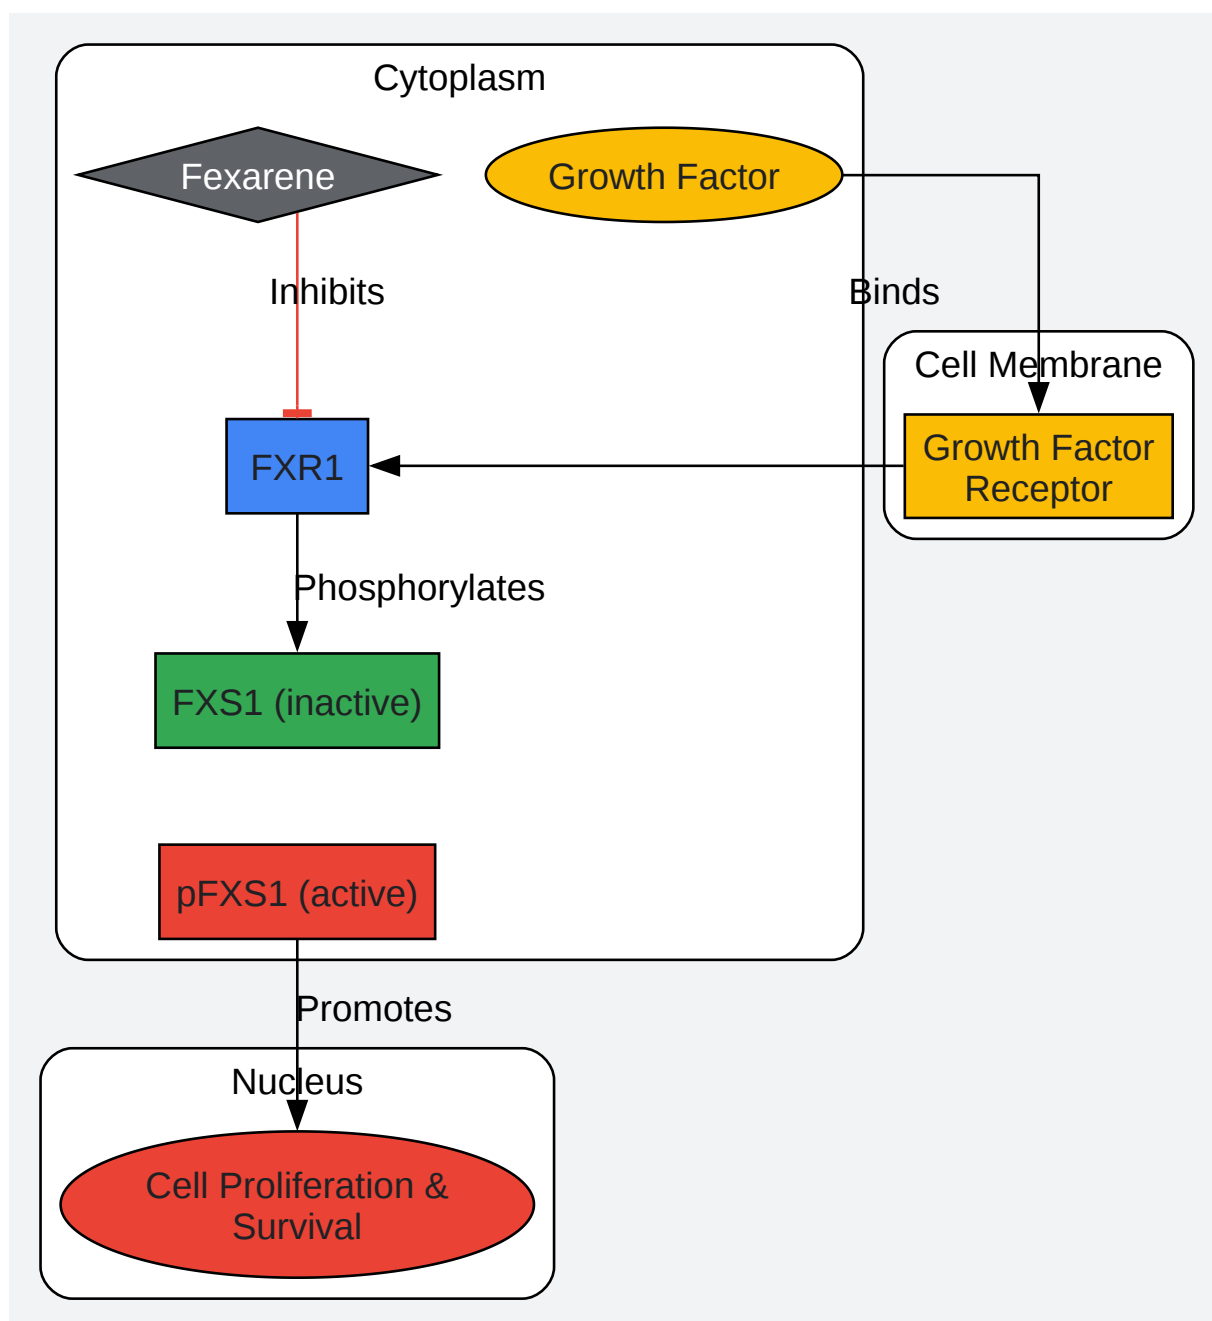 Cytoplasm
Fexarene
Growth Factor
Inhibits
Binds
Cell Membrane
Growth Factor
Receptor
FXR1
Phosphorylates
FXS1 (inactive)
pFXS1 (active)
Promotes
Nucleus
Cell Proliferation &
Survival